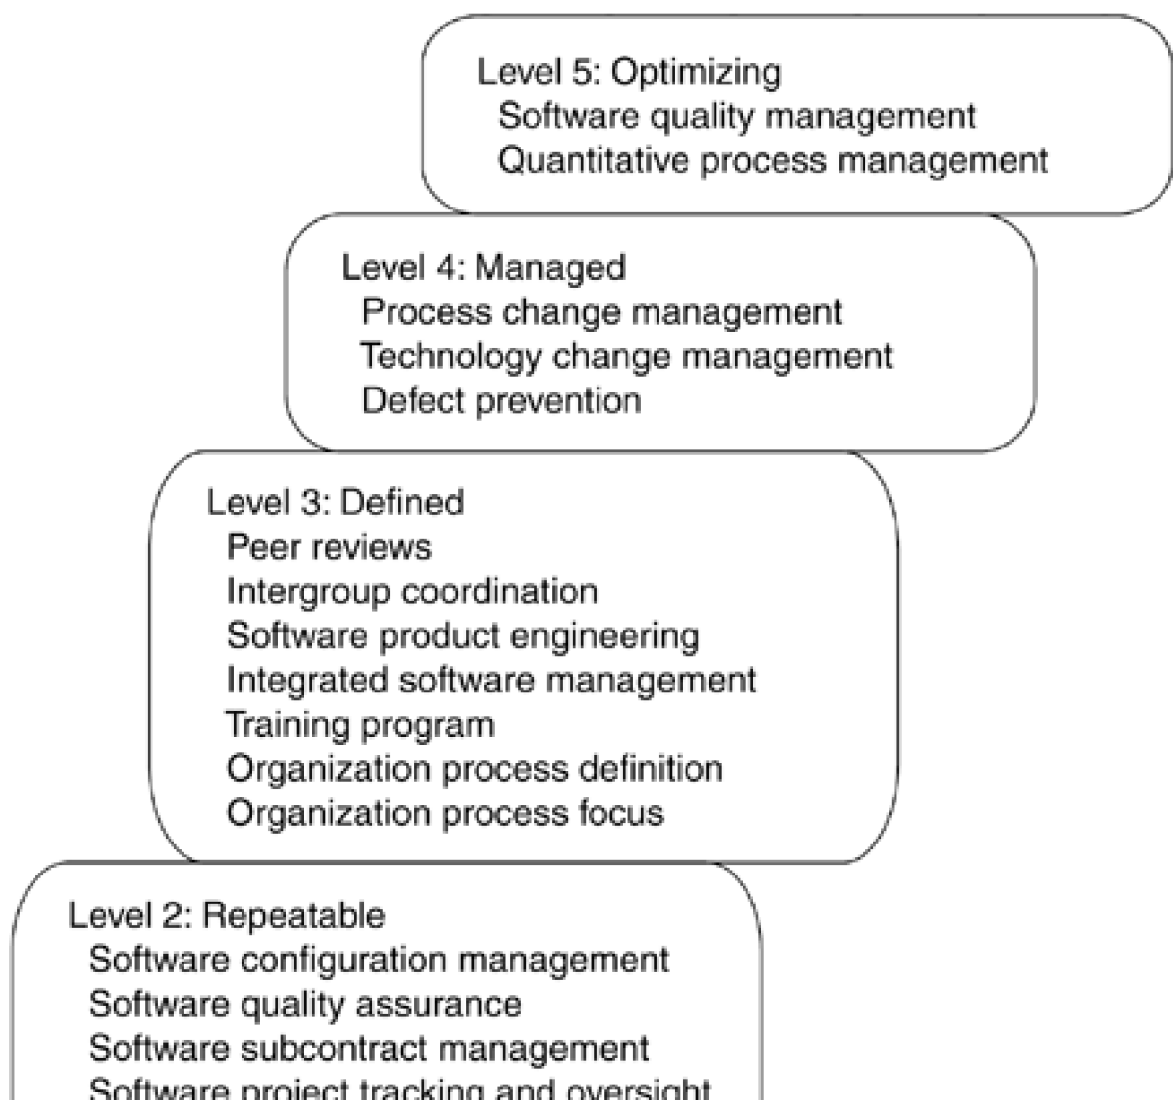 Level 5: Optimizing
Software quality management
Quantitative process management
Level 4: Managed
Process change management
Technology change management
Defect prevention
Level 3: Defined
Peer reviews
Intergroup coordination
Software product engineering
Integrated software management
Training program
Organization process definition
Organization process focus
Level 2: Repeatable
Software configuration management
Software quality assurance
Software subcontract management
Software project tracking and oversight